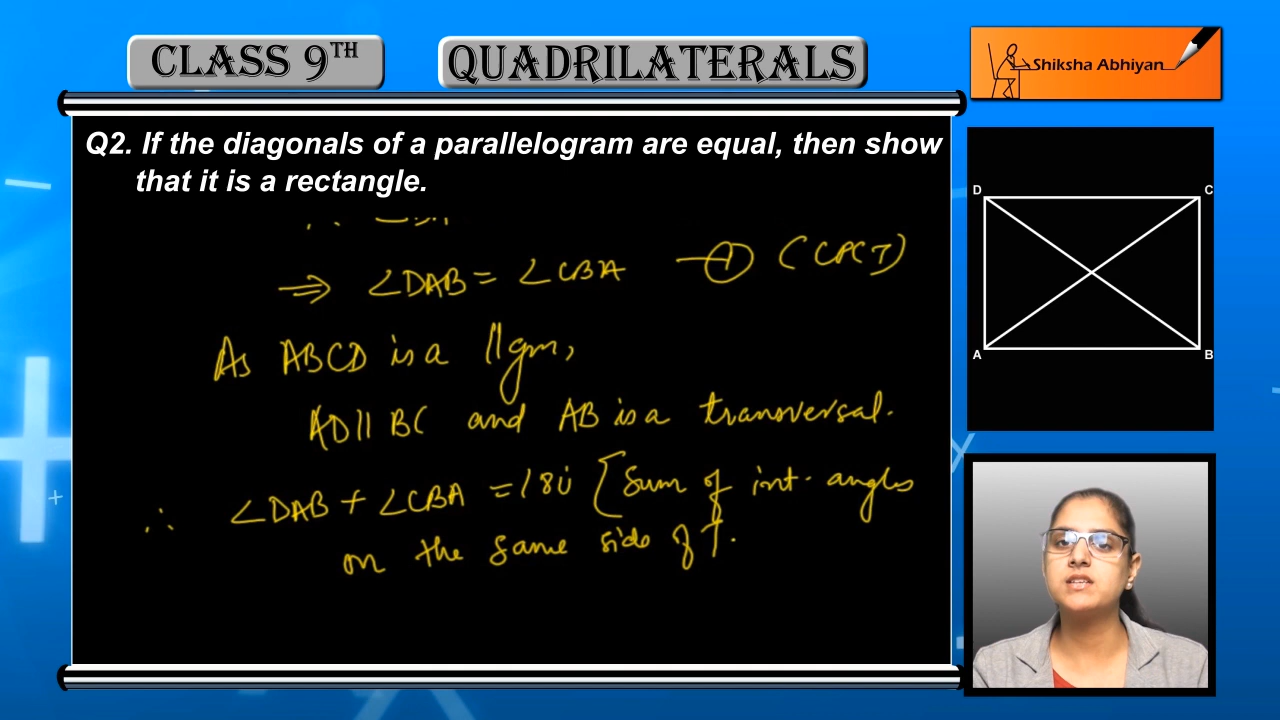 CLASS 9TH
QUADRILATERALS
Shiksha Abhiyan
Q2. If the diagonals of a parallelogram are equal, then show
that it is a rectangle.
⇒ ∠DAB = ∠CBA — ① (CPCT)
As ABCD is a ||gm,
AD || BC and AB is a transversal.
∴ ∠DAB + ∠CBA = 180 [Sum of int. angles
on the same side of T.
D
C
A
B